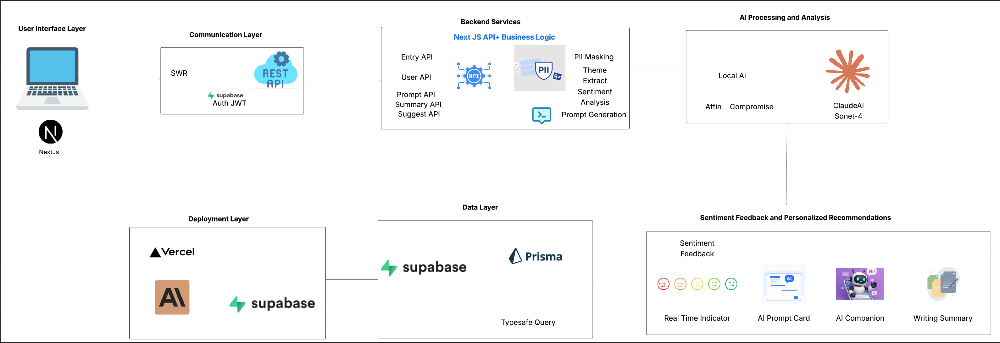 User Interface Layer
NextJs
Communication Layer
SWR
REST
API
supabase
Auth JWT
Backend Services
Next JS API+ Business Logic
Entry API
User API
Prompt API
Summary API
Suggest API
API
PII
PII Masking
Theme
Extract
Sentiment
Analysis
Prompt Generation
AI Processing and Analysis
Local AI
Affin
Compromise
ClaudeAI
Sonet-4
Deployment Layer
Vercel
AI
supabase
Data Layer
supabase
Prisma
Typesafe Query
Sentiment Feedback and Personalized Recommendations
Sentiment
Feedback
Real Time Indicator
AI
AI Prompt Card
Hi!
AI Companion
Writing Summary